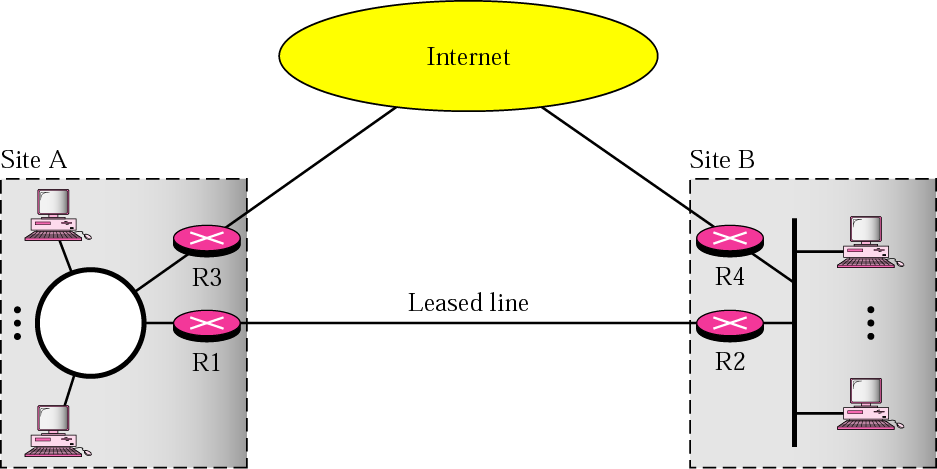 Internet
Site A
Site B
R3
R4
Leased line
R1
R2